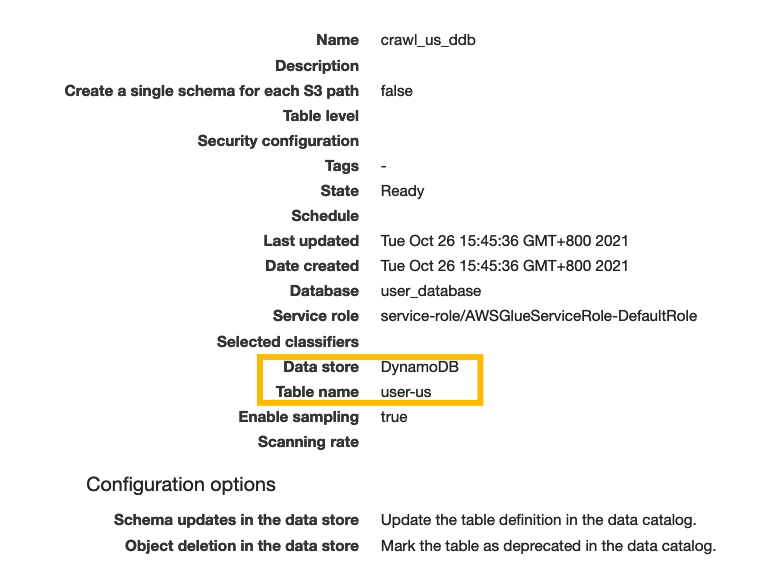 Name crawl_us_ddb
Description
Create a single schema for each S3 path false
Table level
Security configuration
Tags -
State Ready
Schedule
Last updated Tue Oct 26 15:45:36 GMT+800 2021
Date created Tue Oct 26 15:45:36 GMT+800 2021
Database user_database
Service role service-role/AWSGlueServiceRole-DefaultRole
Selected classifiers
Data store DynamoDB
Table name user-us
Enable sampling true
Scanning rate
Configuration options
Schema updates in the data store Update the table definition in the data catalog.
Object deletion in the data store Mark the table as deprecated in the data catalog.